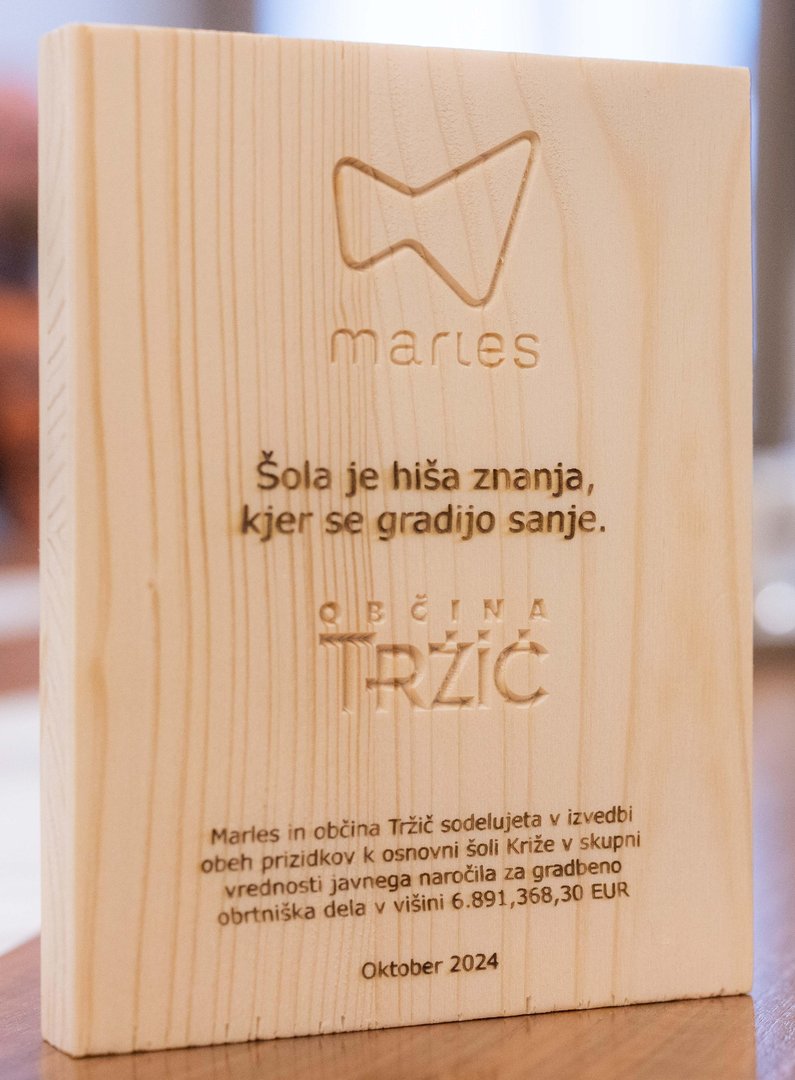 marles
Šola je hiša znanja,
kjer se gradijo sanje.
OBČINA
TRŽIČ
Marles in občina Tržič sodelujeta v izvedbi
obeh prizidkov k osnovni šoli Križe v skupni
vrednosti javnega naročila za gradbeno
obrtniška dela v višini 6.891,368,30 EUR
Oktober 2024